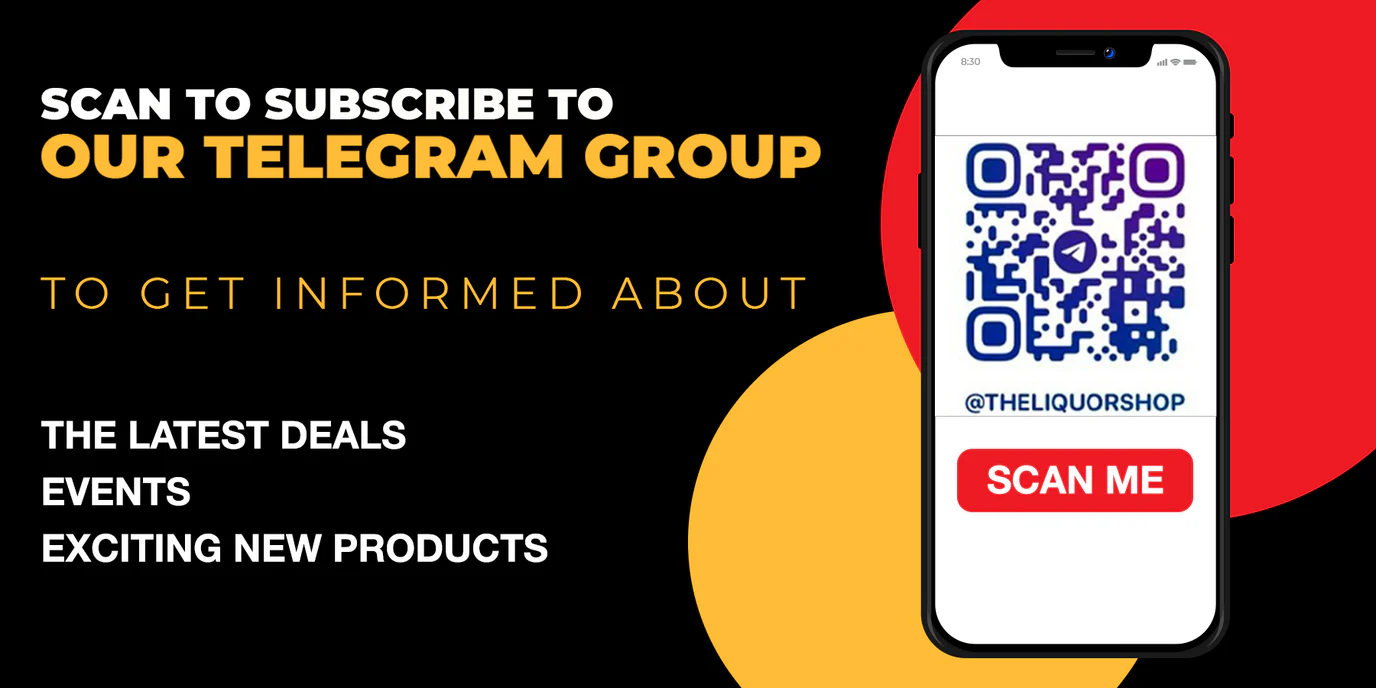 SCAN TO SUBSCRIBE TO
OUR TELEGRAM GROUP
TO GET INFORMED ABOUT
THE LATEST DEALS
EVENTS
EXCITING NEW PRODUCTS
8:30
@THELIQUORSHOP
SCAN ME